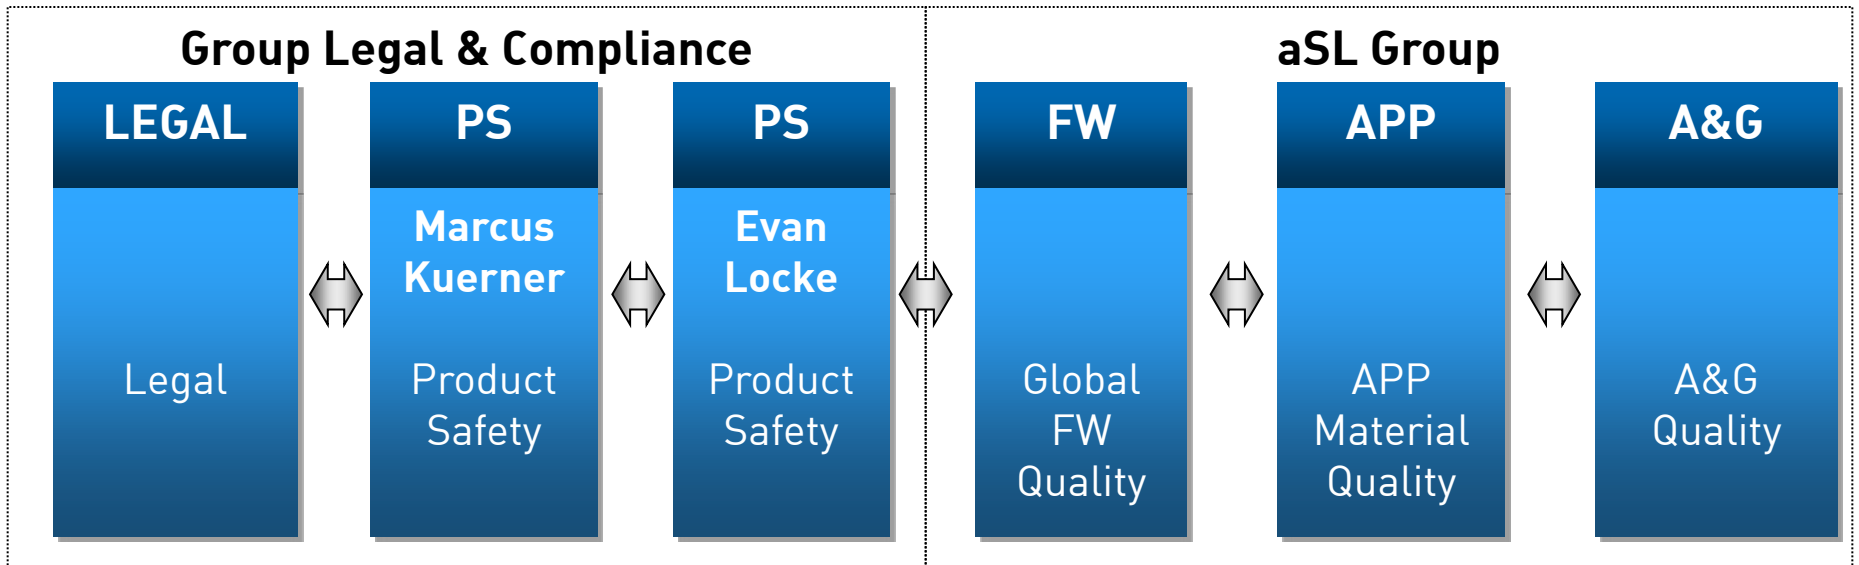 Group Legal & Compliance
aSL Group
LEGAL
PS
PS
FW
APP
A&G
Marcus
Kuerner
Evan
Locke
Legal
Product
Safety
Product
Safety
Global
FW
Quality
APP
Material
Quality
A&G
Quality